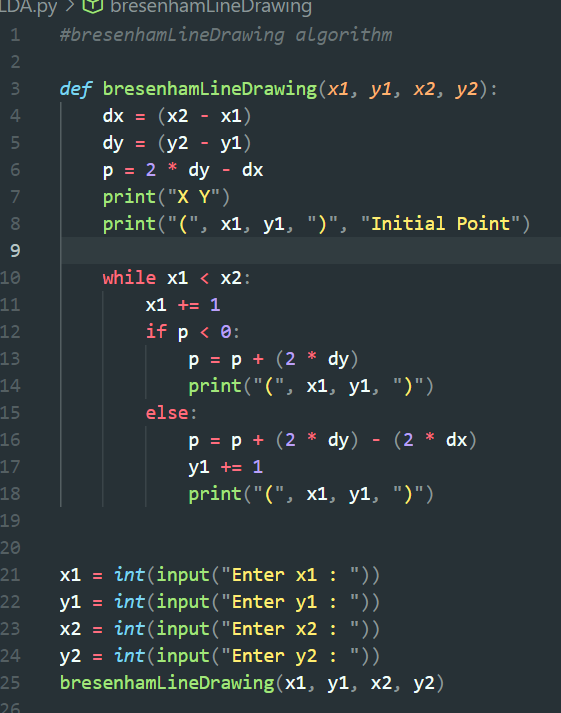 LDA.py > bresenhamLineDrawing
1 #bresenhamLineDrawing algorithm
2
3 def bresenhamLineDrawing(x1, y1, x2, y2):
4     dx = (x2 - x1)
5     dy = (y2 - y1)
6     p = 2 * dy - dx
7     print("X Y")
8     print("(", x1, y1, ")", "Initial Point")
9
10     while x1 < x2:
11         x1 += 1
12         if p < 0:
13             p = p + (2 * dy)
14             print("(", x1, y1, ")")
15         else:
16             p = p + (2 * dy) - (2 * dx)
17             y1 += 1
18             print("(", x1, y1, ")")
19
20
21 x1 = int(input("Enter x1 : "))
22 y1 = int(input("Enter y1 : "))
23 x2 = int(input("Enter x2 : "))
24 y2 = int(input("Enter y2 : "))
25 bresenhamLineDrawing(x1, y1, x2, y2)
26